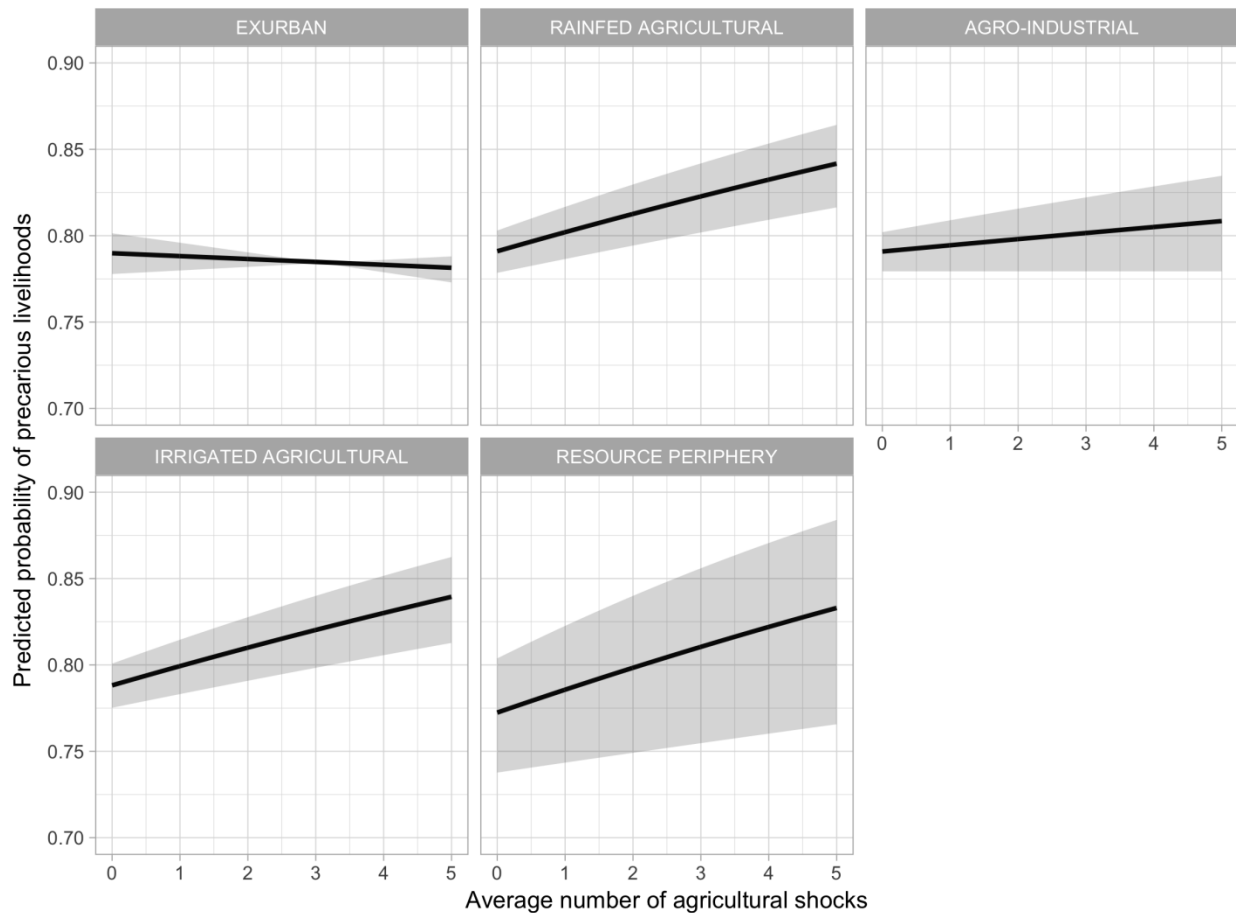 EXURBAN
RAINFED AGRICULTURAL
AGRO-INDUSTRIAL
0.90
0.85
0.80
0.75
0.70
0 1 2 3 4 5
IRRIGATED AGRICULTURAL
RESOURCE PERIPHERY
0.90
0.85
0.80
0.75
0.70
0 1 2 3 4 5
0 1 2 3 4 5
Average number of agricultural shocks
Predicted probability of precarious livelihoods